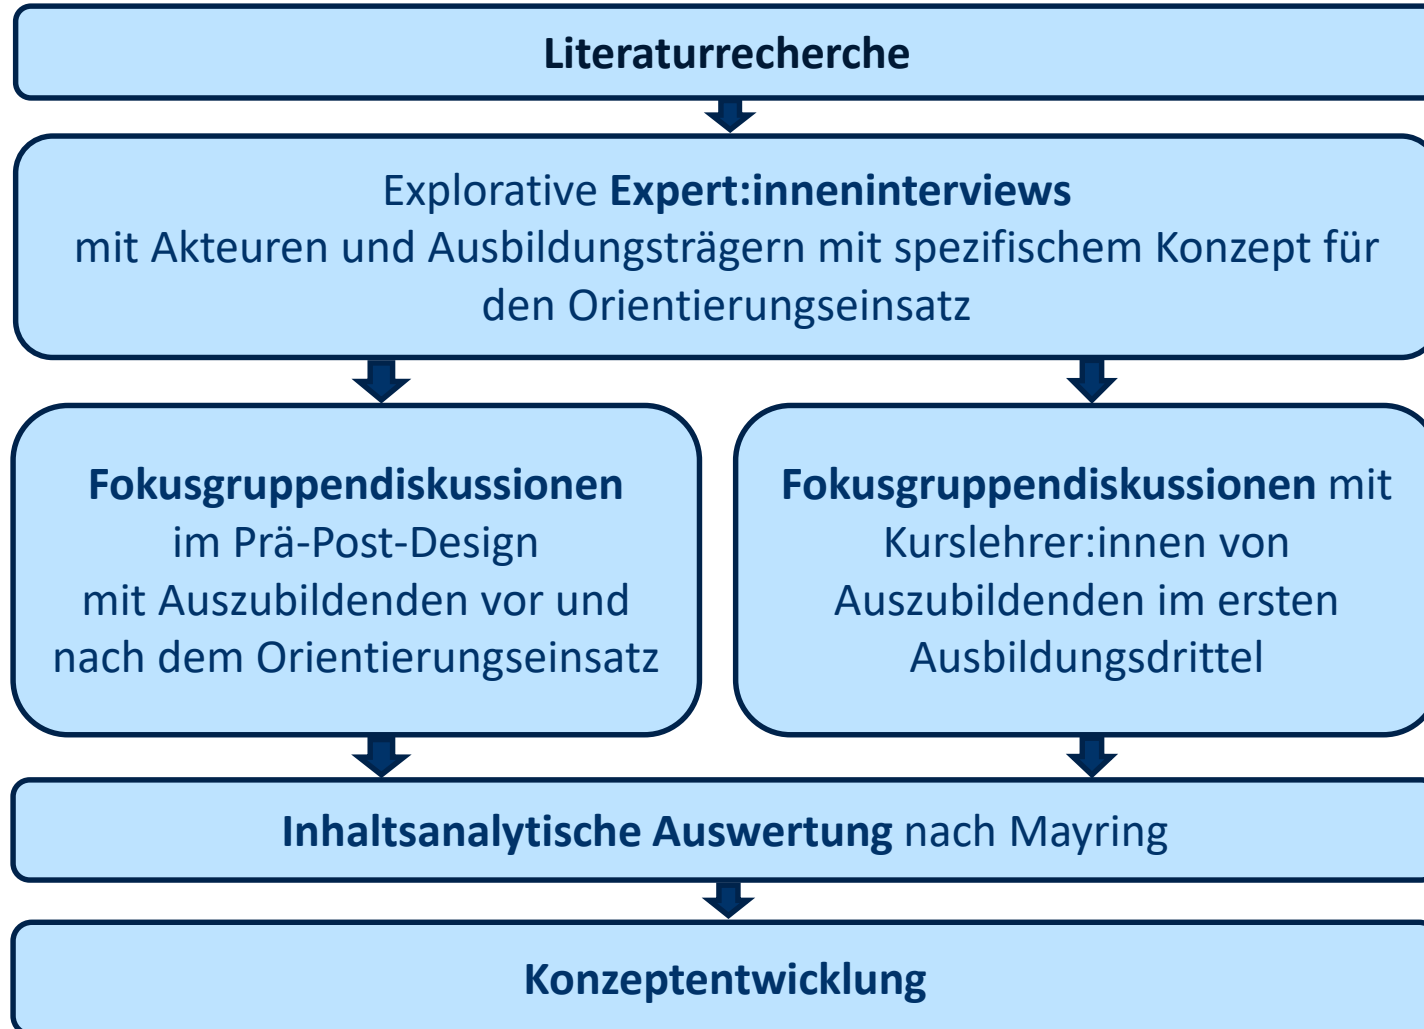 Literaturrecherche
Explorative Expert:inneninterviews
mit Akteuren und Ausbildungsträgern mit spezifischem Konzept für
den Orientierungseinsatz
Fokusgruppendiskussionen
im Prä-Post-Design
mit Auszubildenden vor und
nach dem Orientierungseinsatz
Fokusgruppendiskussionen mit
Kurslehrer:innen von
Auszubildenden im ersten
Ausbildungsdrittel
Inhaltsanalytische Auswertung nach Mayring
Konzeptentwicklung